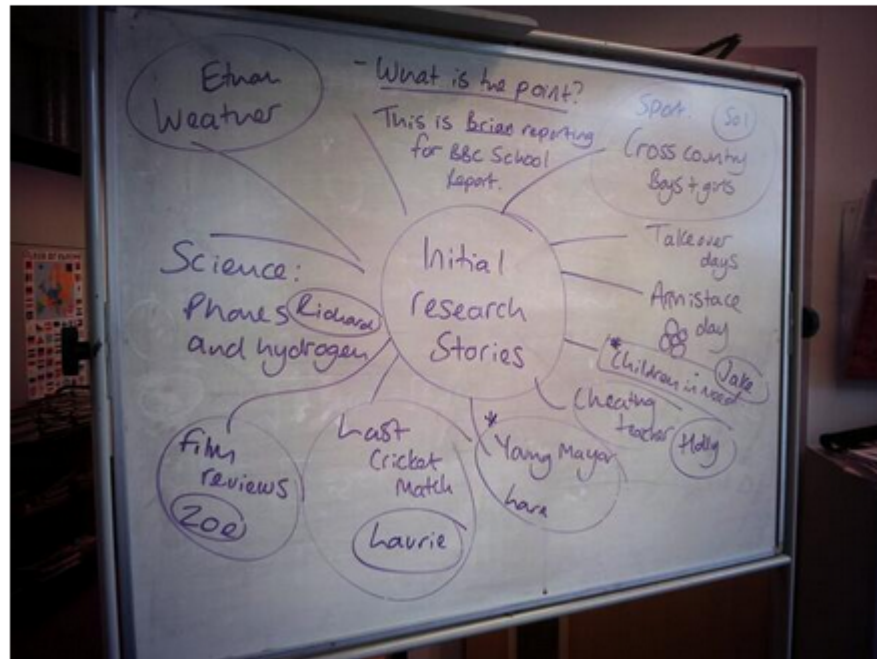 Ethan
Weather
- What is the point?
This is Brian reporting
for BBC School
Report.
Sport. Sol
Cross country
Boys + girls
Takeover
days
Armistace
day
* Children in Need Jake
Cheating
teacher Holly
* Young Mayor
Lara
Last
Cricket
Match
Laurie
Film
reviews
Zoe
Science:
Phones Richard
and hydrogen
Initial
research
Stories